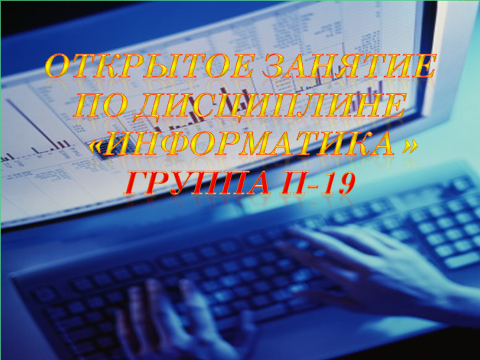 ОТКРЫТОЕ ЗАНЯТИЕ
ПО ДИСЦИПЛИНЕ
«ИНФОРМАТИКА »
ГРУППА П-19